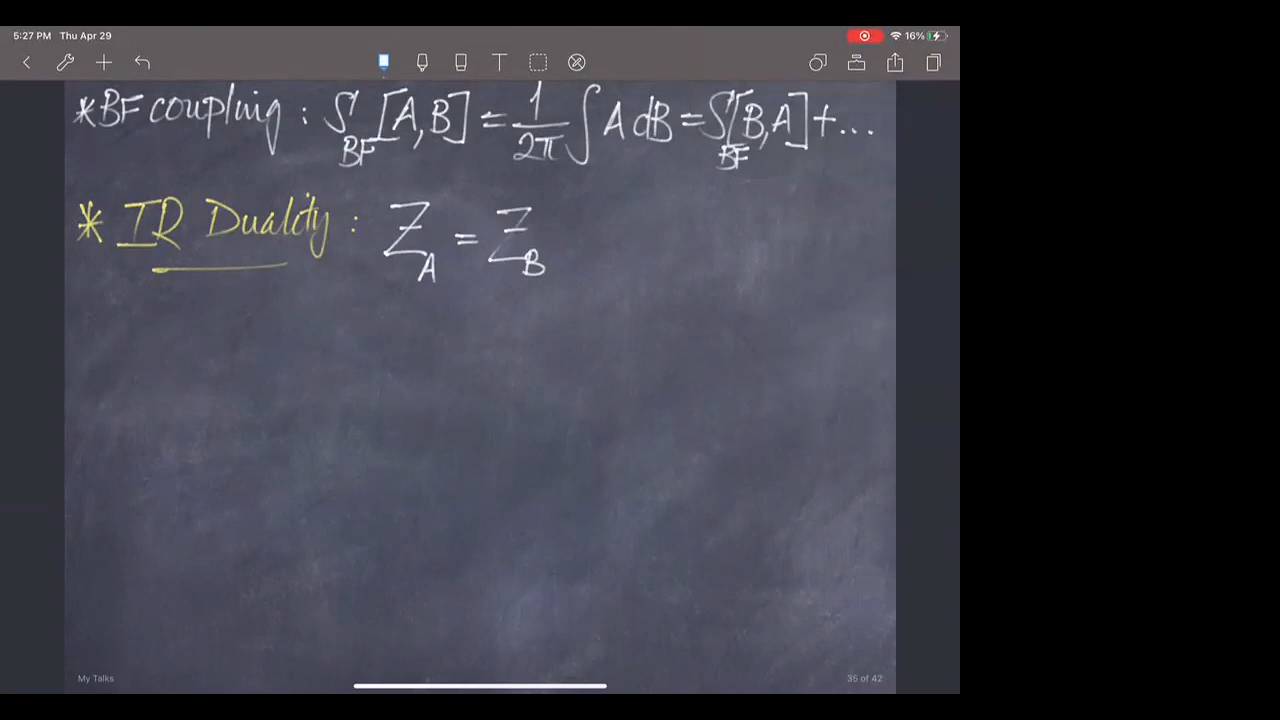 5:27 PM Thu Apr 29
16%
T
*BF coupling : S_BF [A,B] = 1/2π ∫ A dB = S_BF [B,A] + ...
* IR Duality : Z_A = Z_B
My Talks
35 of 42